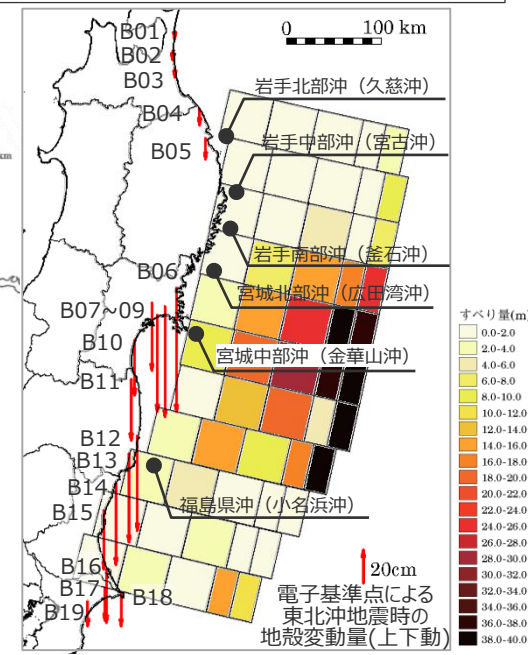 B01
B02
B03
B04
B05
B06
B07~09
B10
B11
B12
B13
B14
B15
B16
B17
B18
B19
0 100 km
岩手北部沖（久慈沖）
岩手中部沖（宮古沖）
岩手南部沖（釜石沖）
宮城北部沖（広田湾沖）
宮城中部沖（金華山沖）
福島県沖（小名浜沖）
20cm
電子基準点による
東北沖地震時の
地殻変動量(上下動)
すべり量(m)
0.0-2.0
2.0-4.0
4.0-6.0
6.0-8.0
8.0-10.0
10.0-12.0
12.0-14.0
14.0-16.0
16.0-18.0
18.0-20.0
20.0-22.0
22.0-24.0
24.0-26.0
26.0-28.0
28.0-30.0
30.0-32.0
32.0-34.0
34.0-36.0
36.0-38.0
38.0-40.0
km